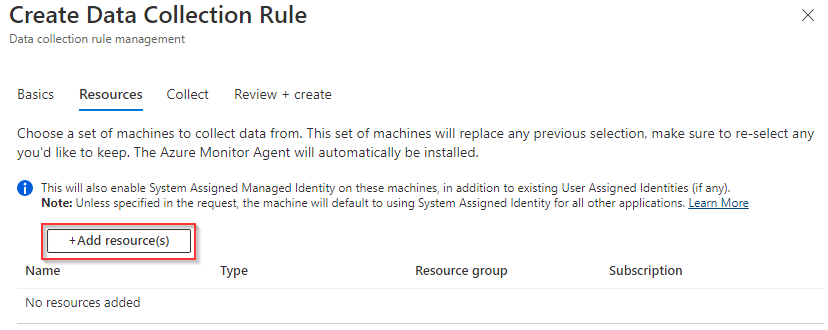 Create Data Collection Rule
Data collection rule management
Basics Resources Collect Review + create
Choose a set of machines to collect data from. This set of machines will replace any previous selection, make sure to re-select any
you'd like to keep. The Azure Monitor Agent will automatically be installed.
This will also enable System Assigned Managed Identity on these machines, in addition to existing User Assigned Identities (if any).
Note: Unless specified in the request, the machine will default to using System Assigned Identity for all other applications. Learn More
+Add resource(s)
Name Type Resource group Subscription
No resources added